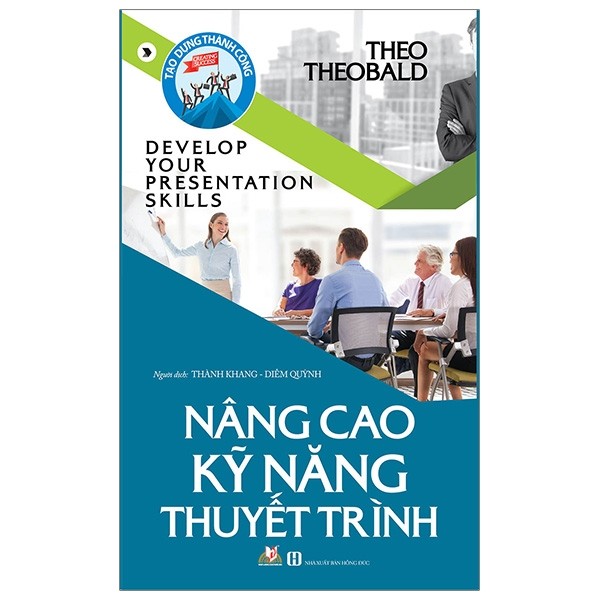 TẠO DỰNG THÀNH CÔNG
CREATING
SUCCESS
THEO
THEOBALD
DEVELOP
YOUR
PRESENTATION
SKILLS
Người dịch: THÀNH KHANG - DIỄM QUỲNH
NÂNG CAO
KỸ NĂNG
THUYẾT TRÌNH
NHÀ XUẤT BẢN HỒNG ĐỨC